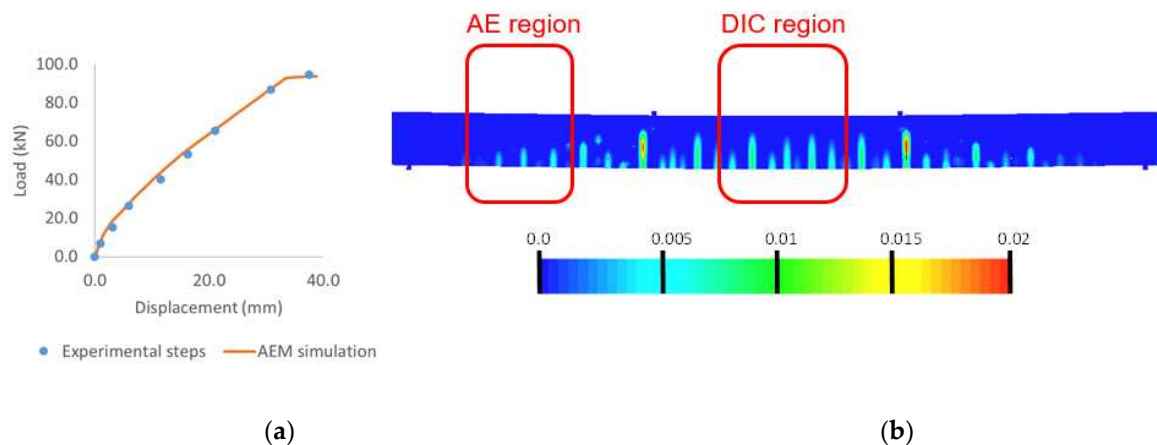 AE region
DIC region
100.0
80.0
60.0
40.0
20.0
0.0
Load (kN)
0.0
20.0
40.0
Displacement (mm)
Experimental steps
AEM simulation
0.0
0.005
0.01
0.015
0.02
(a)
(b)